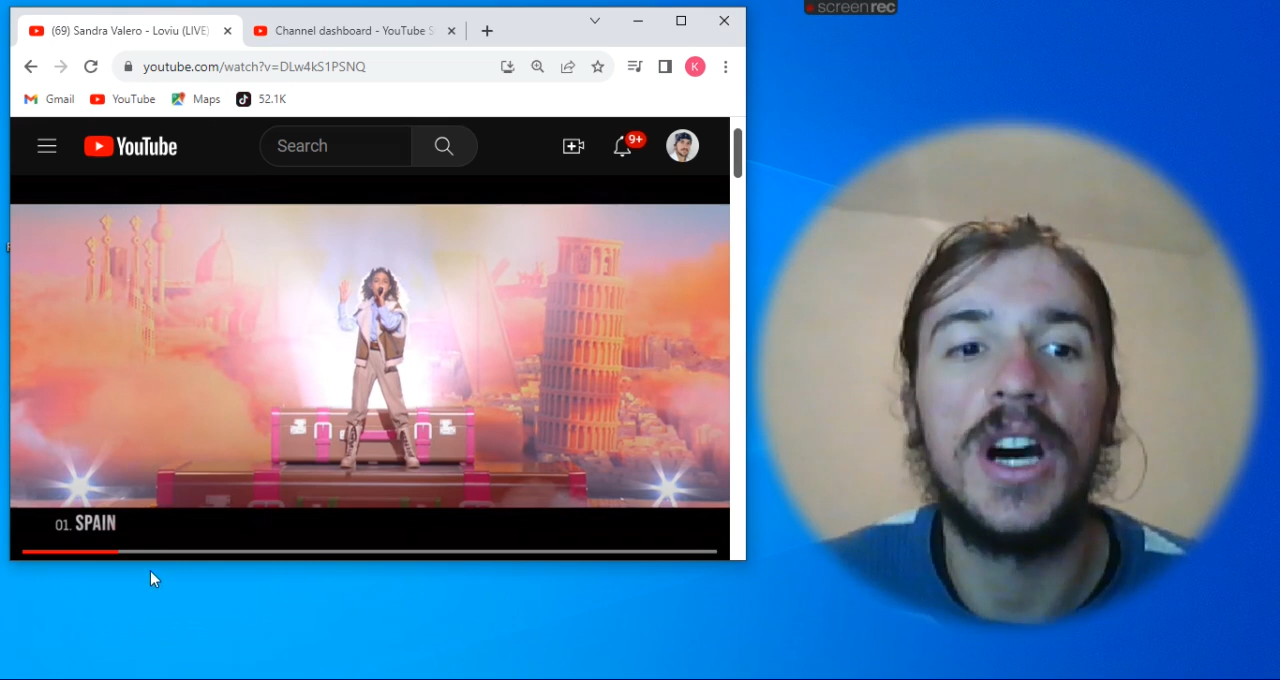 screenrec
(69) Sandra Valero - Loviu (LIVE)
Channel dashboard - YouTube S
youtube.com/watch?v=DLw4kS1PSNQ
K
Gmail
YouTube
Maps
52.1K
YouTube
Search
9+
01. SPAIN